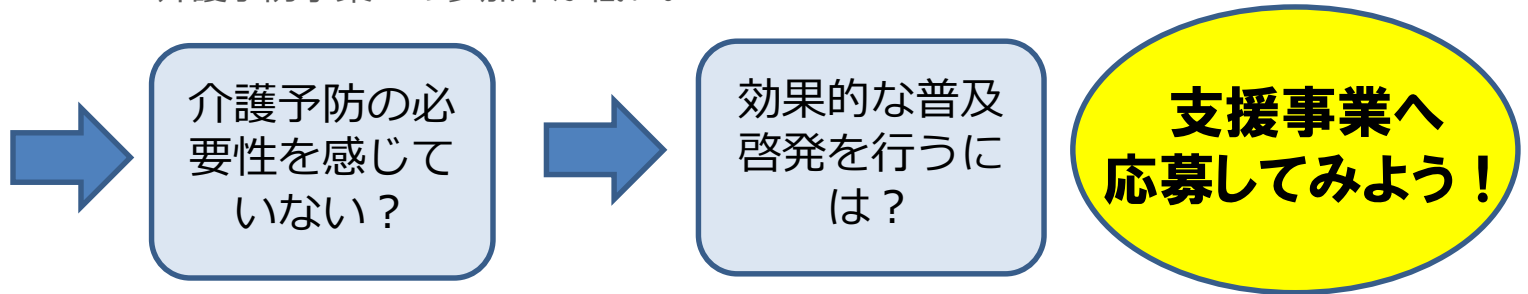 介護予防の必
要性を感じて
いない？
効果的な普及
啓発を行うに
は？
支援事業へ
応募してみよう！